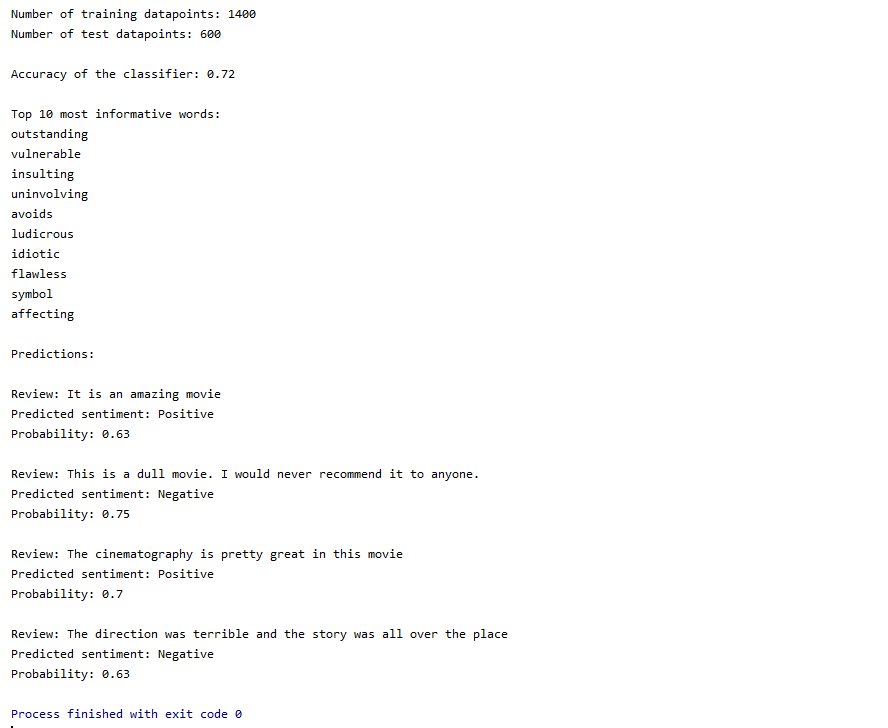 Number of training datapoints: 1400
Number of test datapoints: 600
Accuracy of the classifier: 0.72
Top 10 most informative words:
outstanding
vulnerable
insulting
uninvolving
avoids
ludicrous
idiotic
flawless
symbol
affecting
Predictions:
Review: It is an amazing movie
Predicted sentiment: Positive
Probability: 0.63
Review: This is a dull movie. I would never recommend it to anyone.
Predicted sentiment: Negative
Probability: 0.75
Review: The cinematography is pretty great in this movie
Predicted sentiment: Positive
Probability: 0.7
Review: The direction was terrible and the story was all over the place
Predicted sentiment: Negative
Probability: 0.63
Process finished with exit code 0